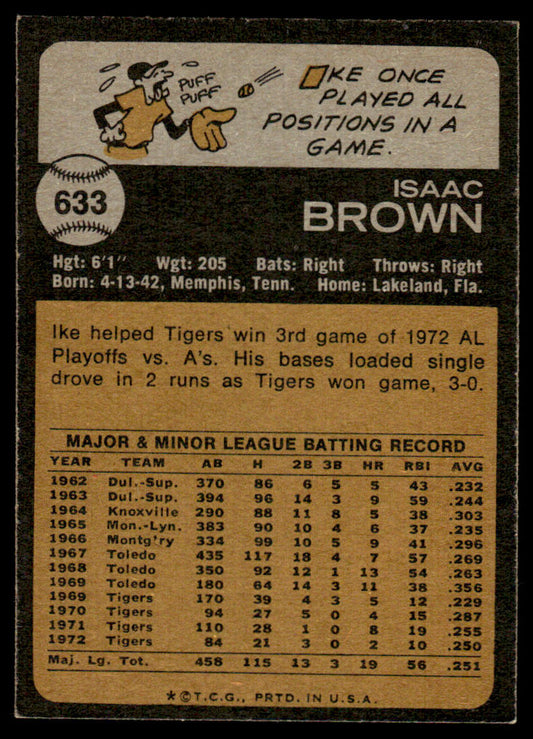 PUFF
PUFF
IKE ONCE
PLAYED ALL
POSITIONS IN A
GAME.
633
ISAAC
BROWN
Hgt: 6'1" Wgt: 205 Bats: Right Throws: Right
Born: 4-13-42, Memphis, Tenn. Home: Lakeland, Fla.
Ike helped Tigers win 3rd game of 1972 AL
Playoffs vs. A's. His bases loaded single
drove in 2 runs as Tigers won game, 3-0.
MAJOR & MINOR LEAGUE BATTING RECORD
YEAR TEAM AB H 2B 3B HR RBI AVG
1962 Dul.-Sup. 370 86 6 5 5 43 .232
1963 Dul.-Sup. 394 96 14 3 9 59 .244
1964 Knoxville 290 88 11 8 5 38 .303
1965 Mon.-Lyn. 383 90 10 4 6 37 .235
1966 Montg'ry 334 99 10 5 9 41 .296
1967 Toledo 435 117 18 4 7 57 .269
1968 Toledo 350 92 12 1 13 54 .263
1969 Toledo 180 64 14 3 11 38 .356
1969 Tigers 170 39 4 3 5 12 .229
1970 Tigers 94 27 5 0 4 15 .287
1971 Tigers 110 28 1 0 8 19 .255
1972 Tigers 84 21 3 0 2 10 .250
Maj. Lg. Tot. 458 115 13 3 19 56 .251
*©T.C.G., PRTD. IN U.S.A.